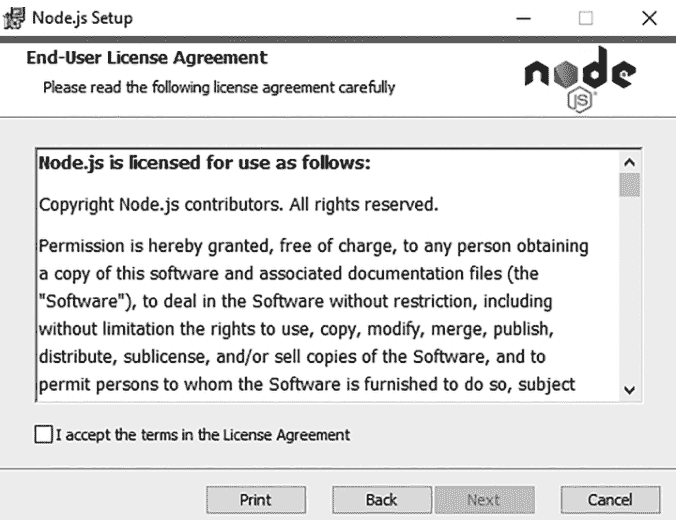 Node.js Setup
End-User License Agreement
Please read the following license agreement carefully
node
JS
Node.js is licensed for use as follows:
Copyright Node.js contributors. All rights reserved.
Permission is hereby granted, free of charge, to any person obtaining
a copy of this software and associated documentation files (the
"Software"), to deal in the Software without restriction, including
without limitation the rights to use, copy, modify, merge, publish,
distribute, sublicense, and/or sell copies of the Software, and to
permit persons to whom the Software is furnished to do so, subject
I accept the terms in the License Agreement
Print Back Next Cancel